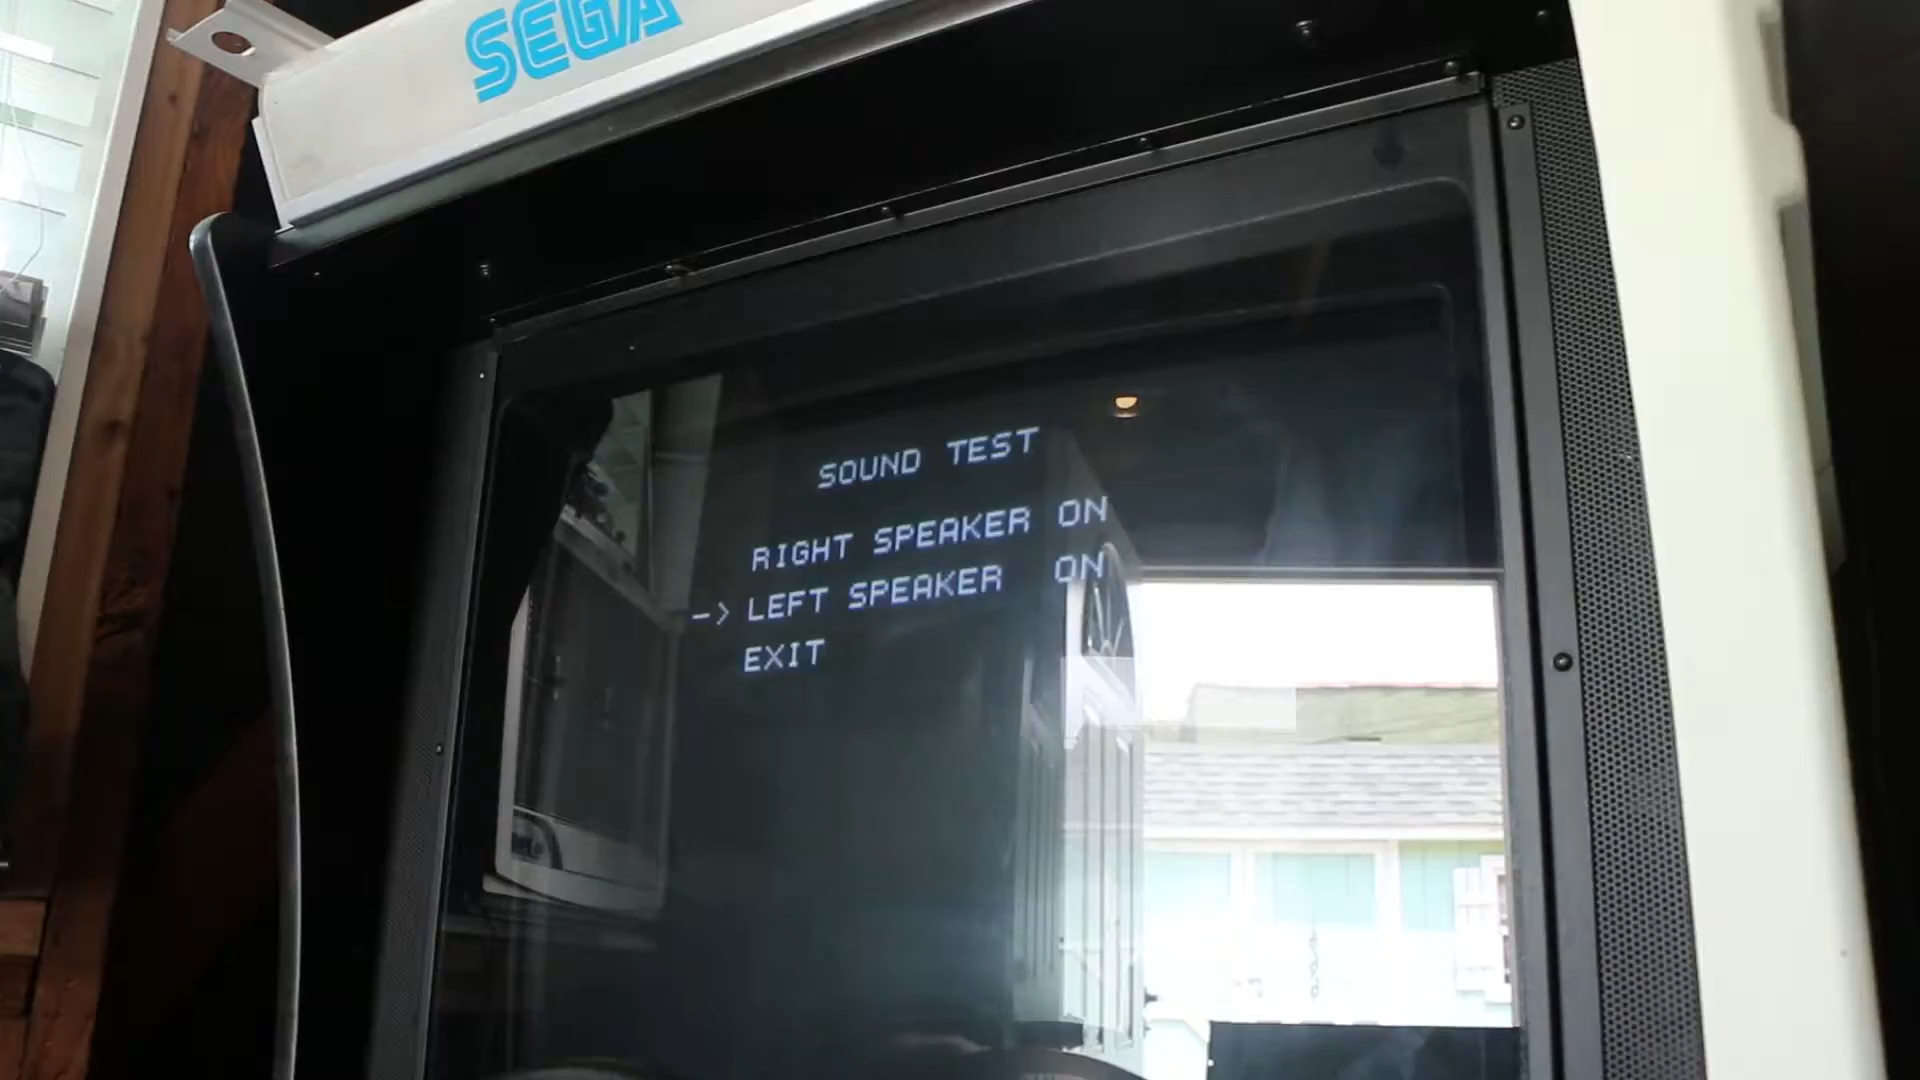 SEGA
SOUND TEST
RIGHT SPEAKER ON
-> LEFT SPEAKER ON
EXIT